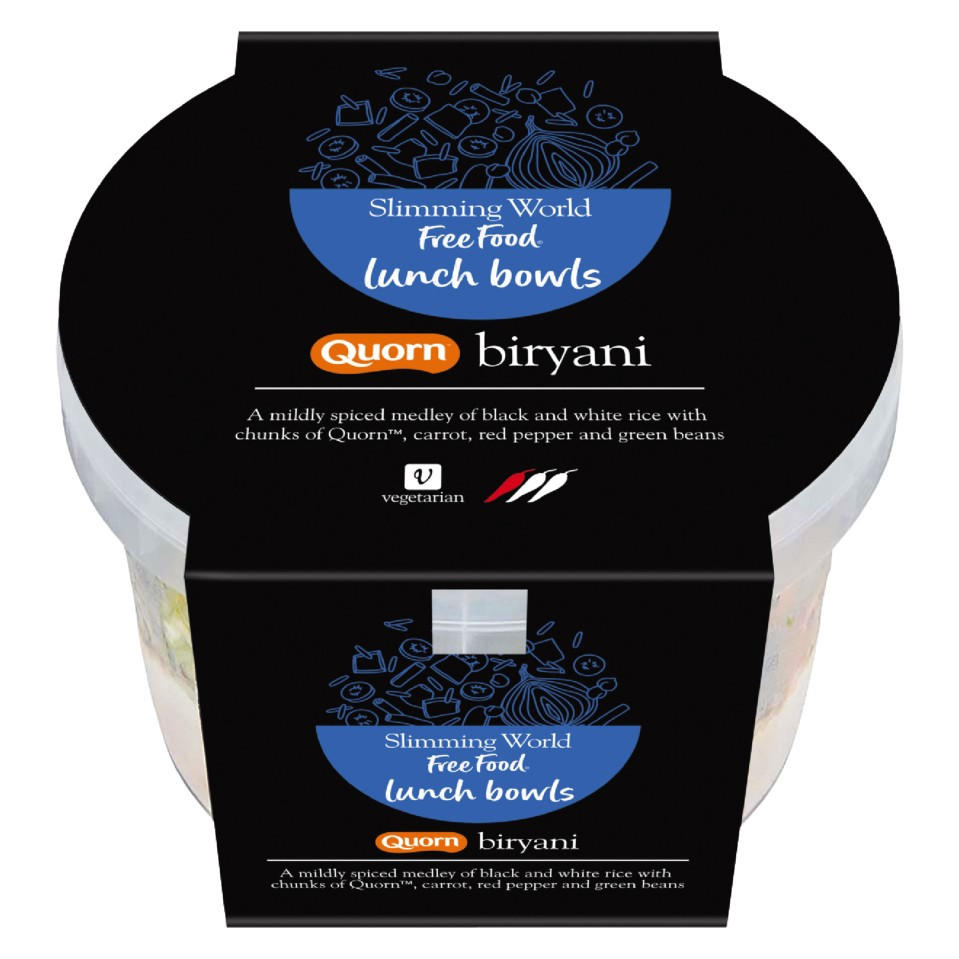 Slimming World
Free Food®
lunch bowls
Quorn™ biryani
A mildly spiced medley of black and white rice with
chunks of Quorn™, carrot, red pepper and green beans
v
vegetarian
Slimming World
Free Food®
lunch bowls
Quorn biryani
A mildly spiced medley of black and white rice with
chunks of Quorn™, carrot, red pepper and green beans